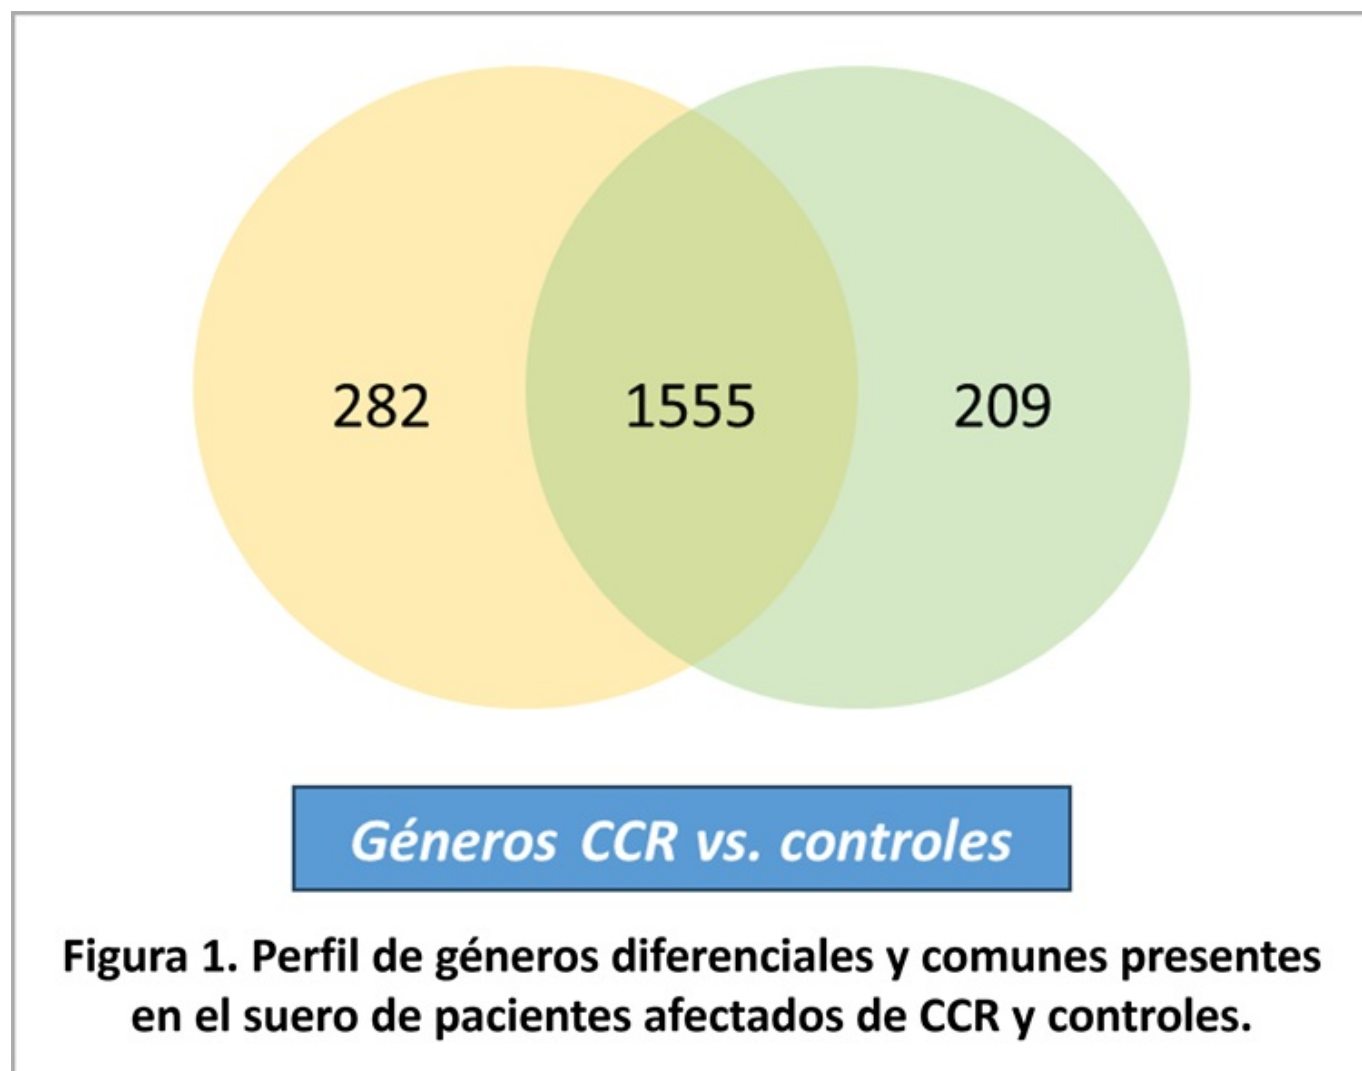 282 1555 209
Géneros CCR vs. controles
Figura 1. Perfil de géneros diferenciales y comunes presentes
en el suero de pacientes afectados de CCR y controles.